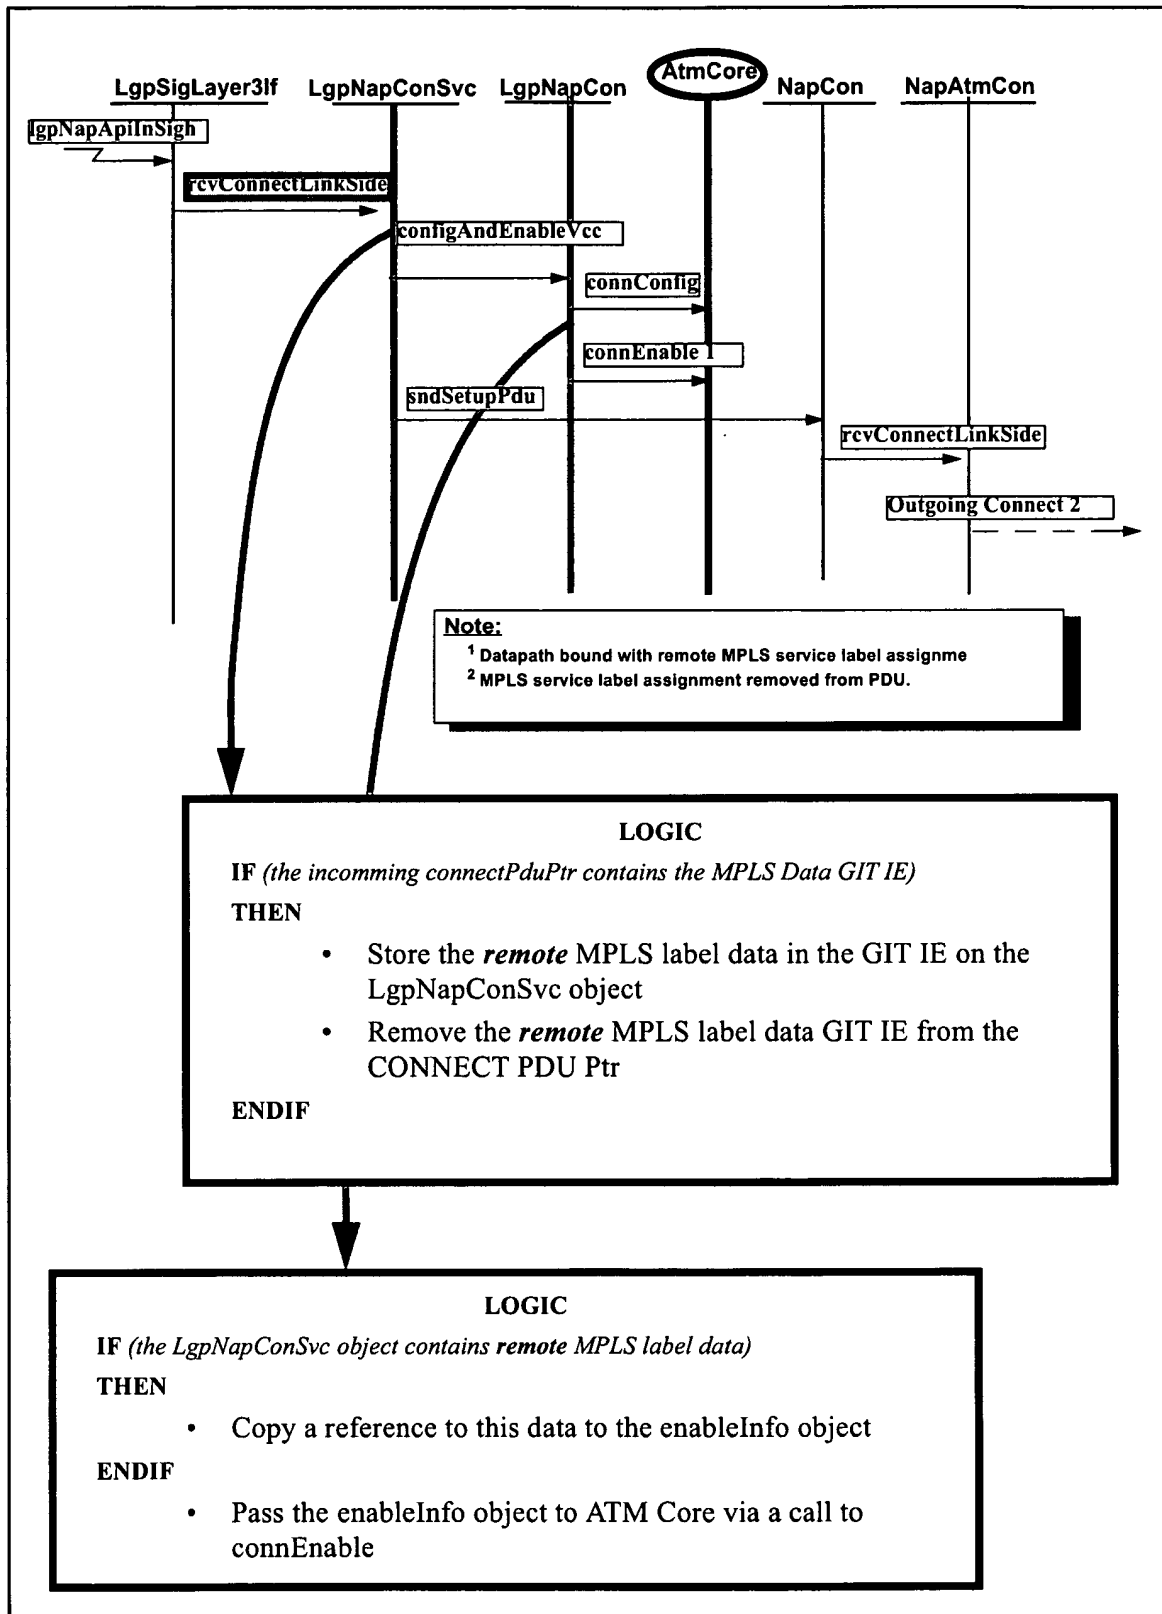 LgpSigLayer3If LgpNapConSvc LgpNapCon AtmCore NapCon NapAtmCon
lgpNapApiInSigh
rcvConnectLinkSide
configAndEnableVcc
connConfig
connEnable 1
sndSetupPdu
rcvConnectLinkSide
Outgoing Connect 2
Note:
1 Datapath bound with remote MPLS service label assignme
2 MPLS service label assignment removed from PDU.
LOGIC
IF (the incomming connectPduPtr contains the MPLS Data GIT IE)
THEN
• Store the remote MPLS label data in the GIT IE on the
LgpNapConSvc object
• Remove the remote MPLS label data GIT IE from the
CONNECT PDU Ptr
ENDIF
LOGIC
IF (the LgpNapConSvc object contains remote MPLS label data)
THEN
• Copy a reference to this data to the enableInfo object
ENDIF
• Pass the enableInfo object to ATM Core via a call to
connEnable